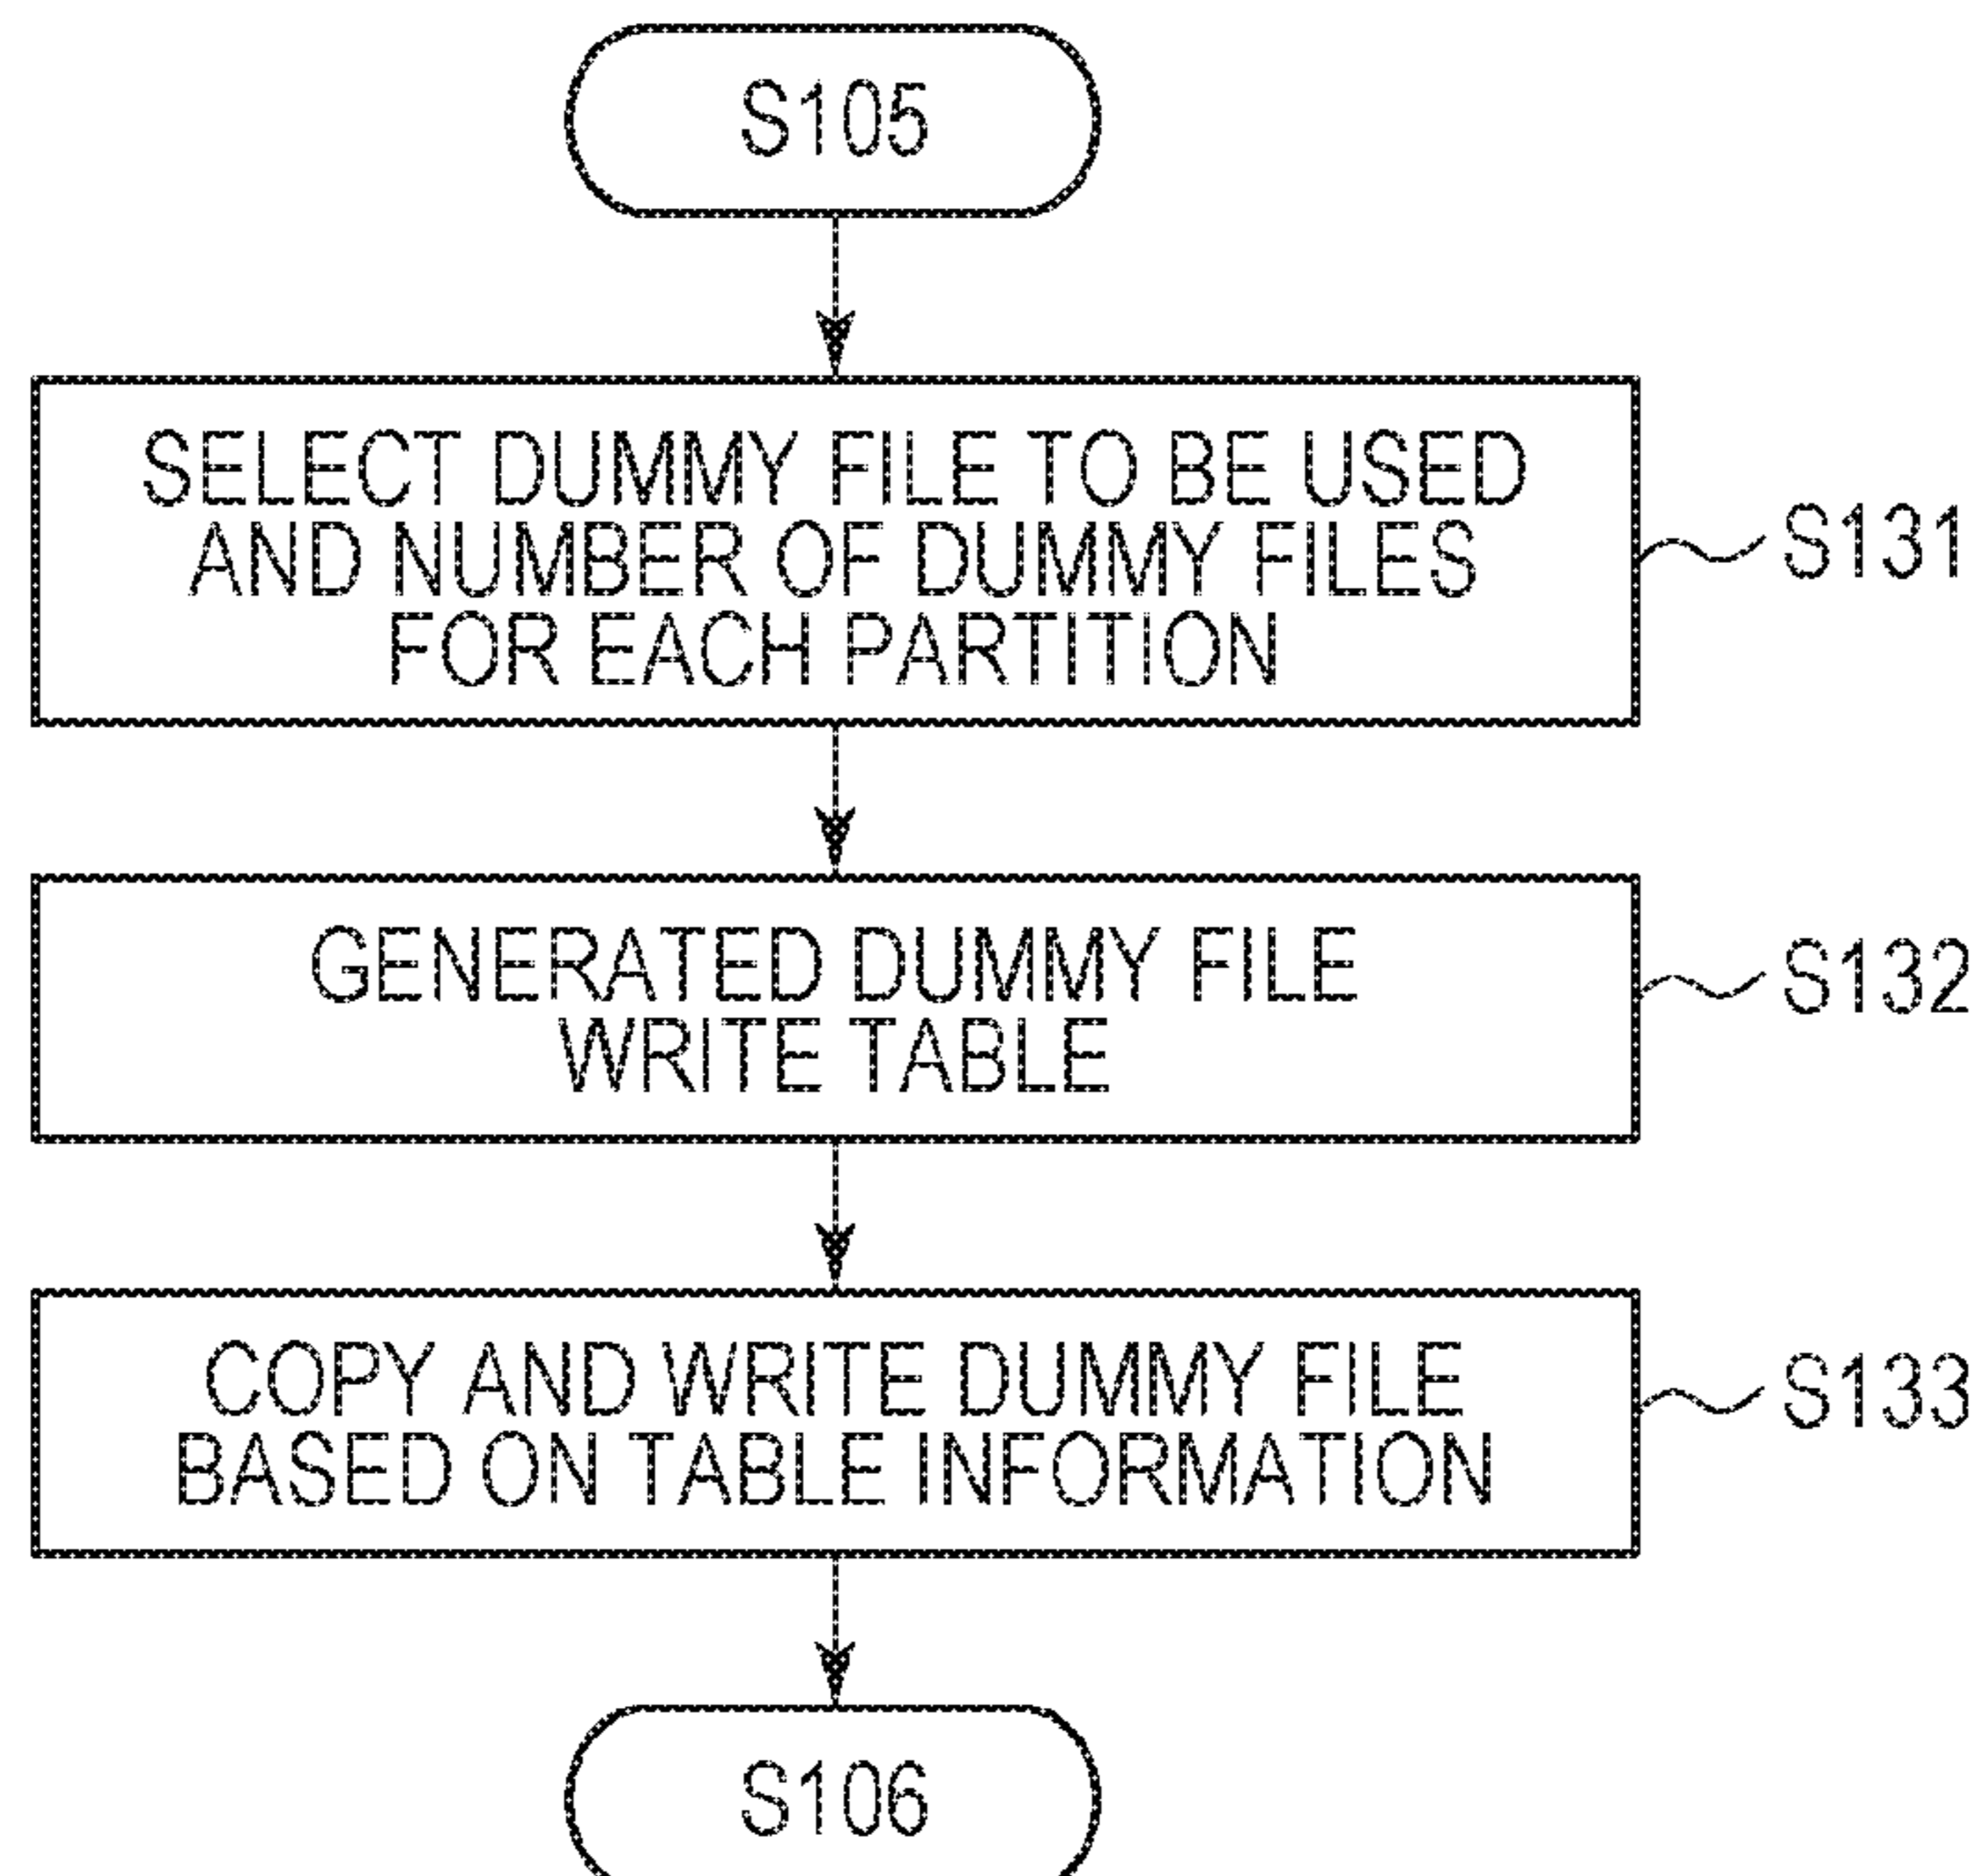 S105
SELECT DUMMY FILE TO BE USED
AND NUMBER OF DUMMY FILES
FOR EACH PARTITION
S131
GENERATED DUMMY FILE
WRITE TABLE
S132
COPY AND WRITE DUMMY FILE
BASED ON TABLE INFORMATION
S133
S106